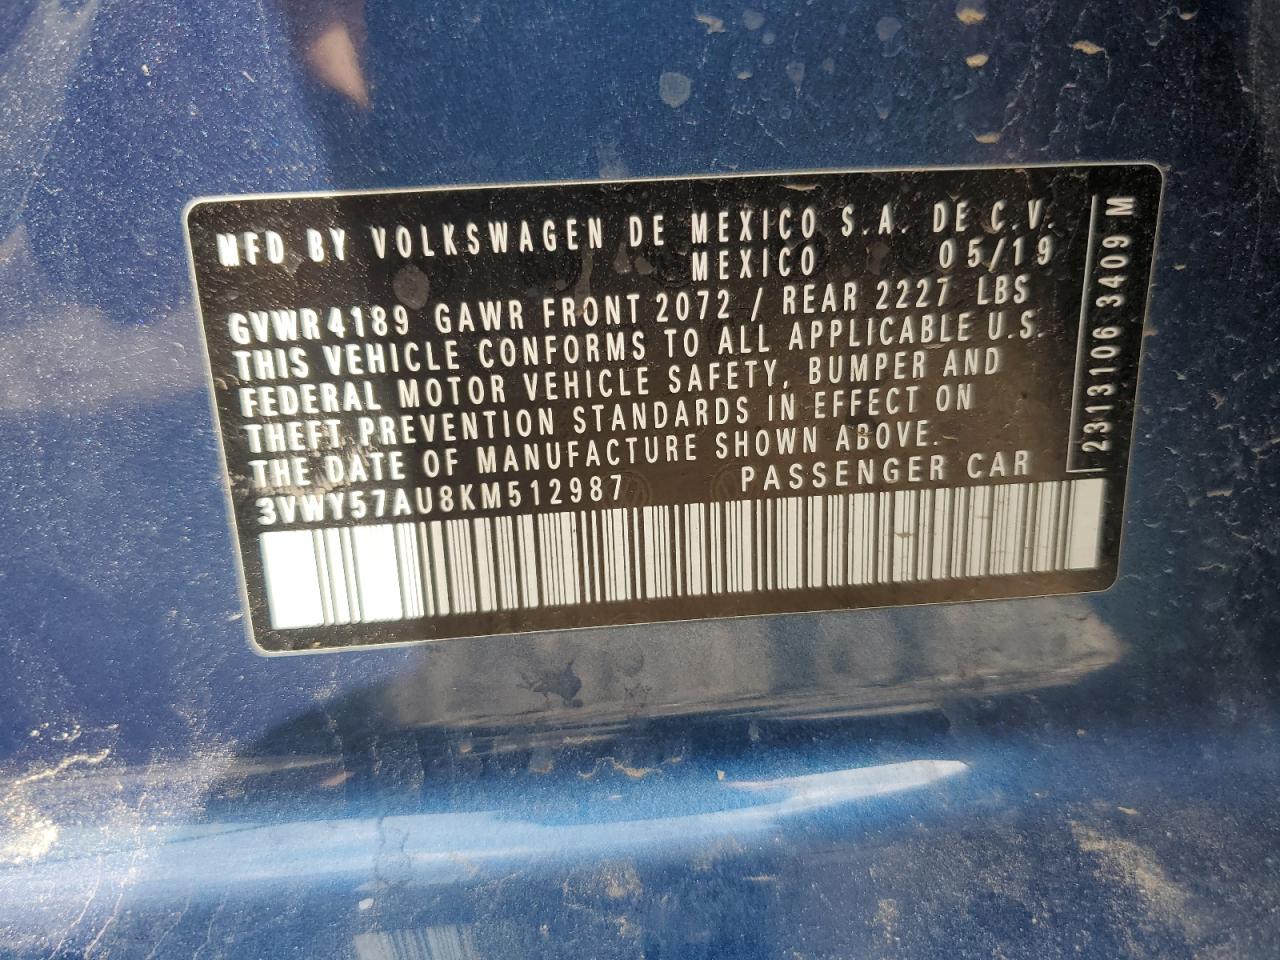 MFD BY VOLKSWAGEN DE MEXICO S.A. DE C.V.
MEXICO 05/19
GVWR 4189 GAWR FRONT 2072 / REAR 2227 LBS
THIS VEHICLE CONFORMS TO ALL APPLICABLE U.S.
FEDERAL MOTOR VEHICLE SAFETY, BUMPER AND
THEFT PREVENTION STANDARDS IN EFFECT ON
THE DATE OF MANUFACTURE SHOWN ABOVE.
3VWY57AU8KM512987 PASSENGER CAR
2313106 3409 M